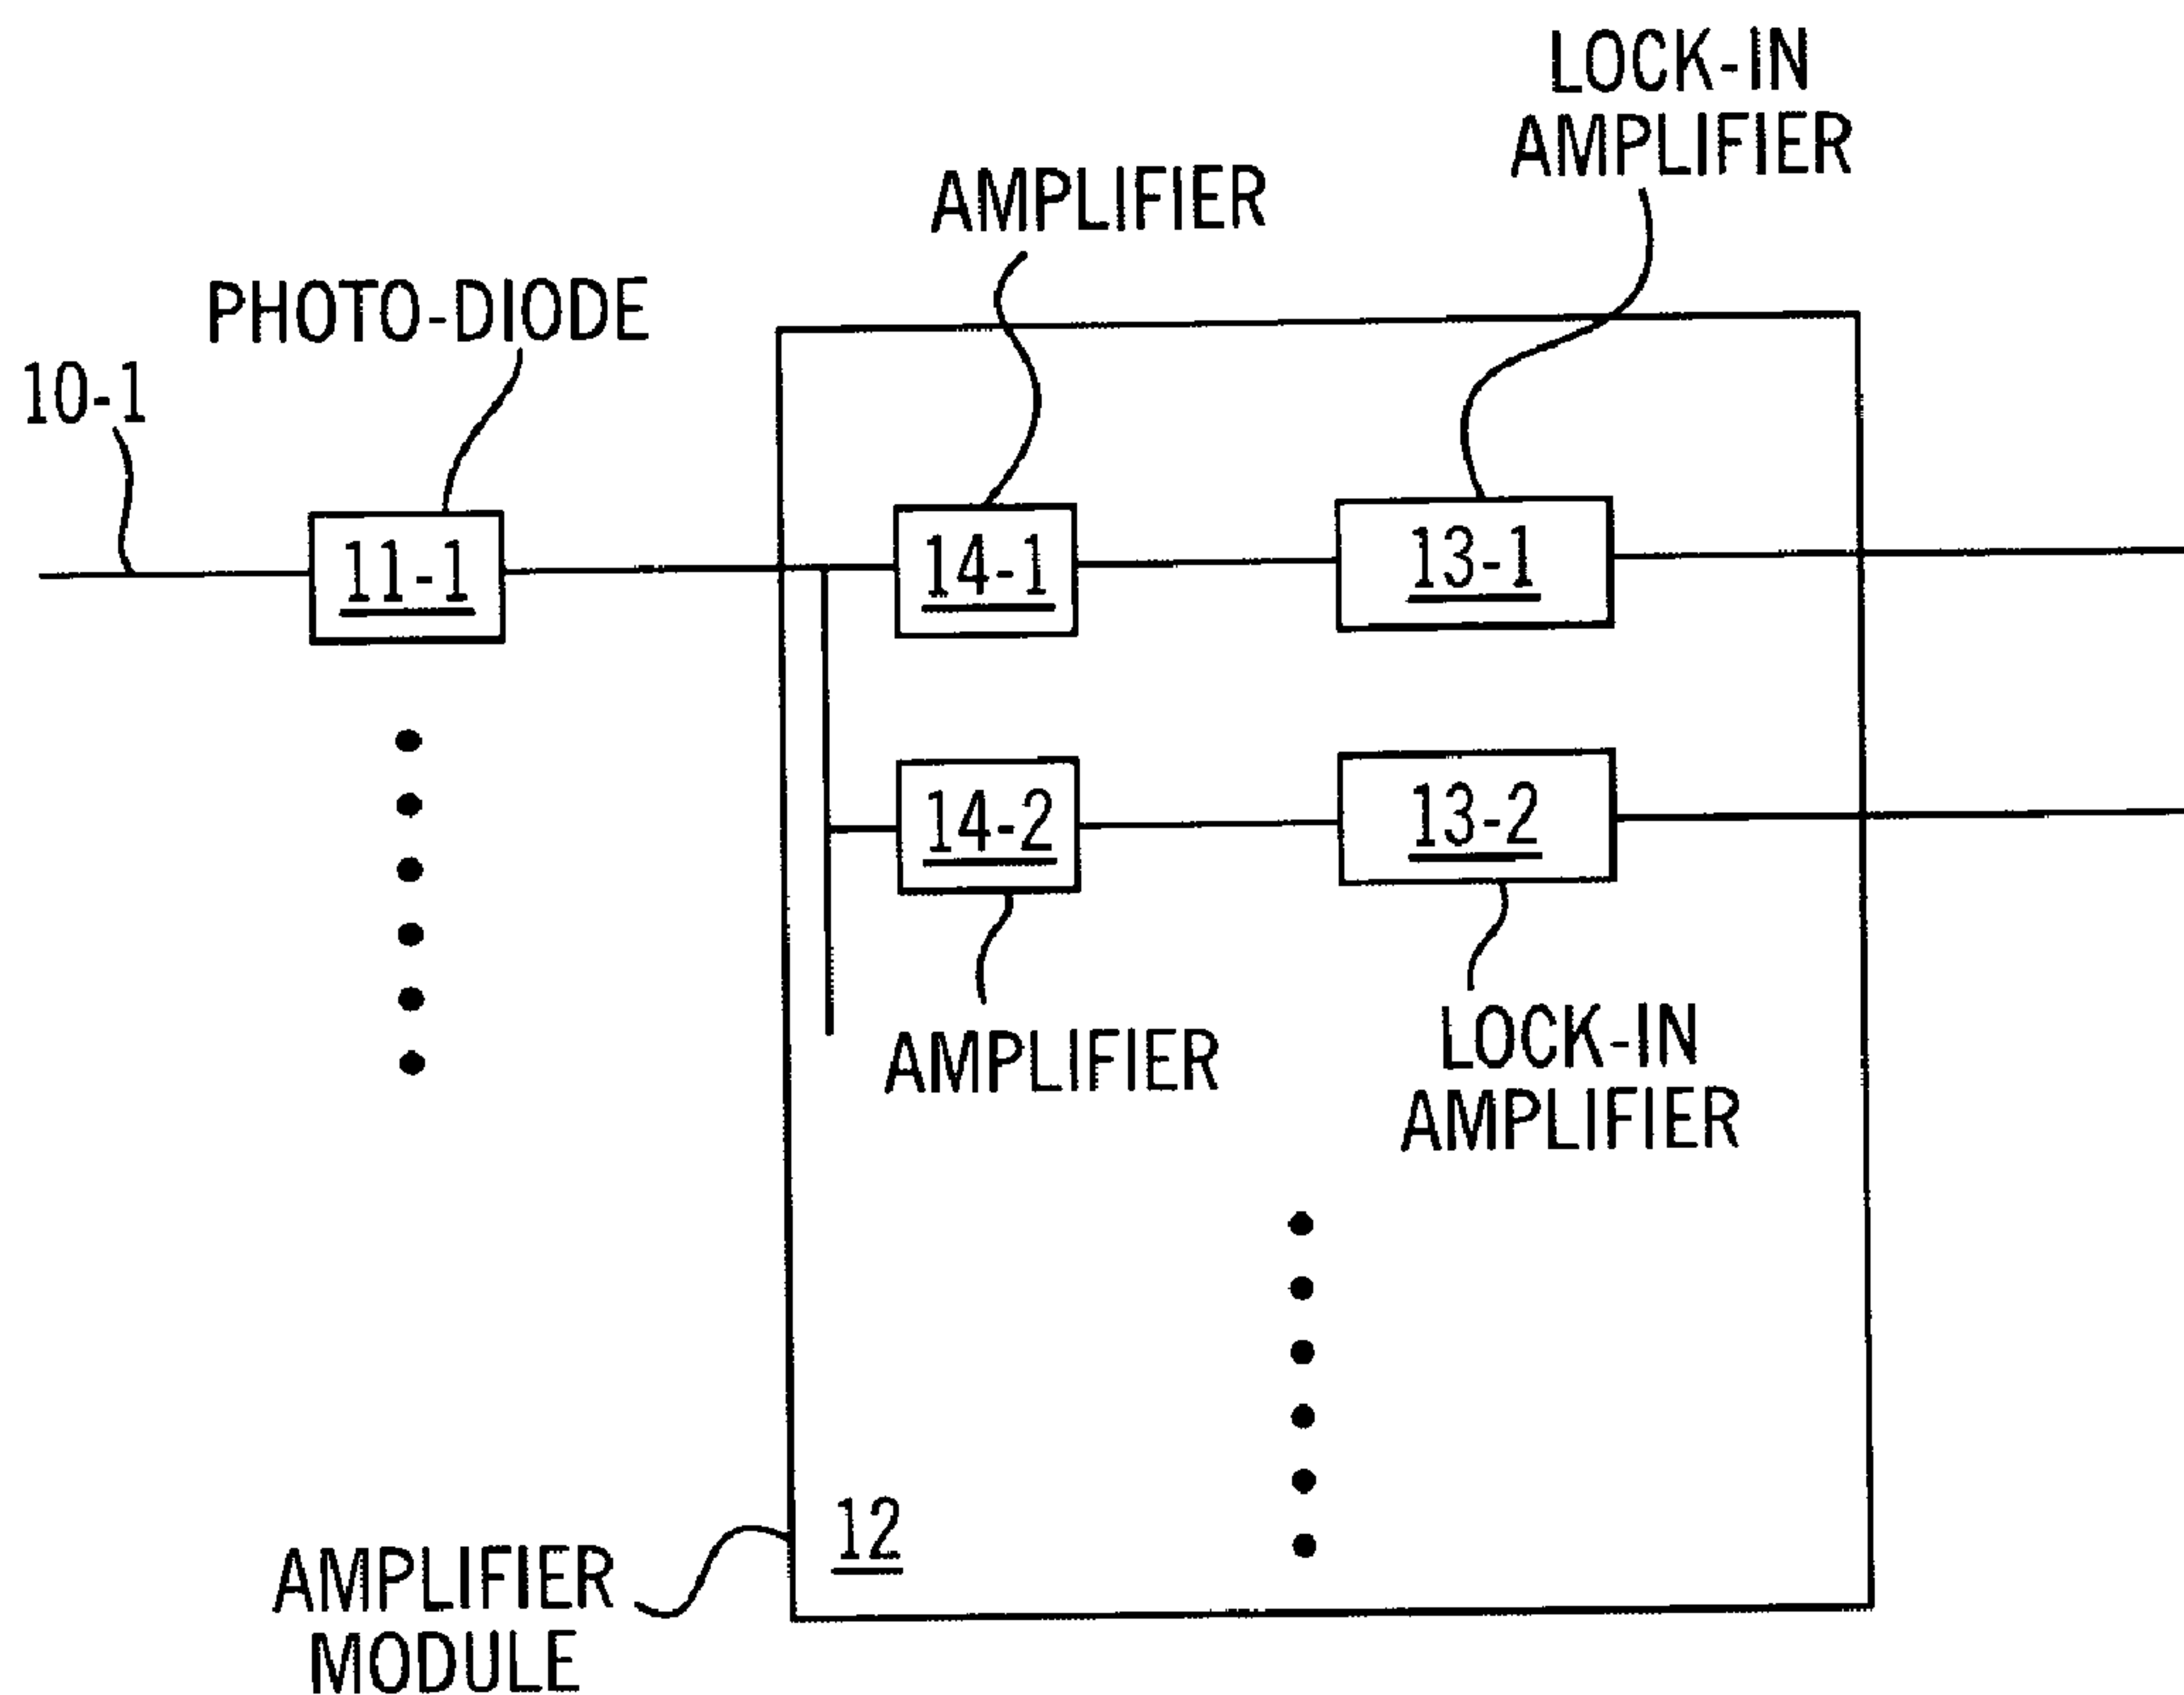 LOCK-IN
AMPLIFIER
AMPLIFIER
PHOTO-DIODE
10-1
11-1
14-1
13-1
14-2
13-2
AMPLIFIER
LOCK-IN
AMPLIFIER
12
AMPLIFIER
MODULE